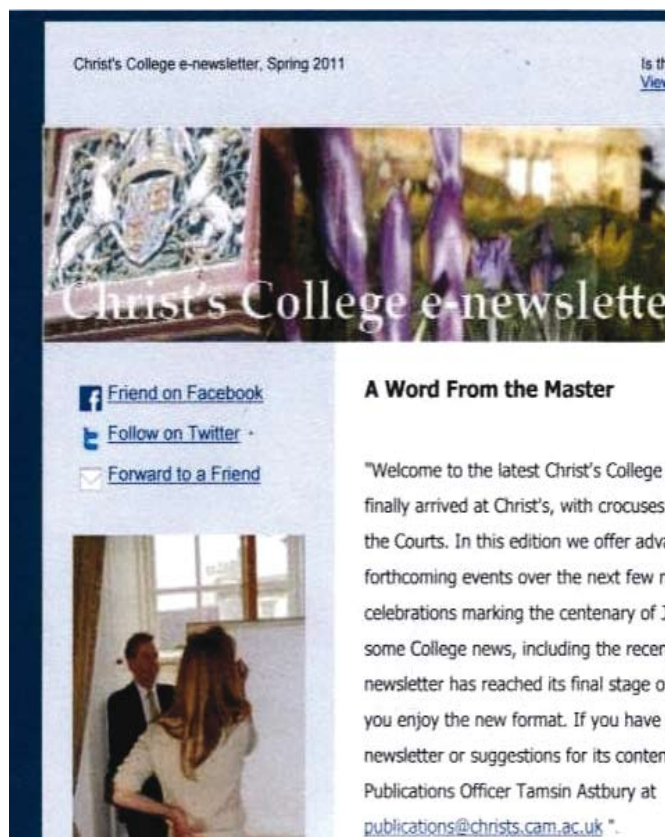 Christ's College e-newsletter, Spring 2011
Is th
View
Christ's College e-newslette
Friend on Facebook
Follow on Twitter
Forward to a Friend
A Word From the Master
"Welcome to the latest Christ's College
finally arrived at Christ's, with crocuses
the Courts. In this edition we offer adva
forthcoming events over the next few
celebrations marking the centenary of J
some College news, including the recen
newsletter has reached its final stage o
you enjoy the new format. If you have
newsletter or suggestions for its conten
Publications Officer Tamsin Astbury at
publications@christs.cam.ac.uk ".